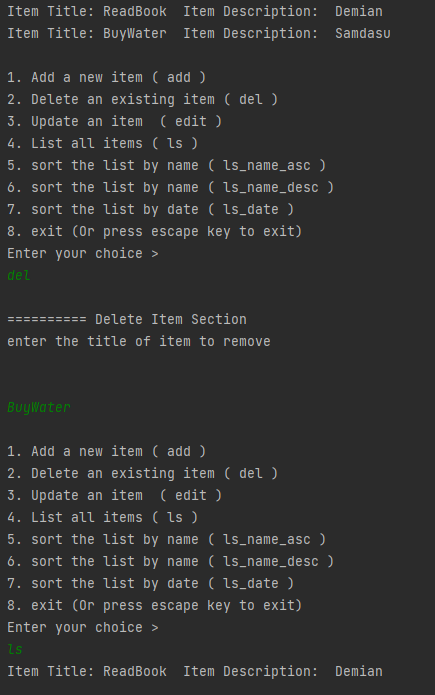 Item Title: ReadBook  Item Description:  Demian
Item Title: BuyWater  Item Description:  Samdasu
1. Add a new item ( add )
2. Delete an existing item ( del )
3. Update an item  ( edit )
4. List all items ( ls )
5. sort the list by name ( ls_name_asc )
6. sort the list by name ( ls_name_desc )
7. sort the list by date ( ls_date )
8. exit (Or press escape key to exit)
Enter your choice >
del
========== Delete Item Section
enter the title of item to remove
BuyWater
1. Add a new item ( add )
2. Delete an existing item ( del )
3. Update an item  ( edit )
4. List all items ( ls )
5. sort the list by name ( ls_name_asc )
6. sort the list by name ( ls_name_desc )
7. sort the list by date ( ls_date )
8. exit (Or press escape key to exit)
Enter your choice >
ls
Item Title: ReadBook  Item Description:  Demian